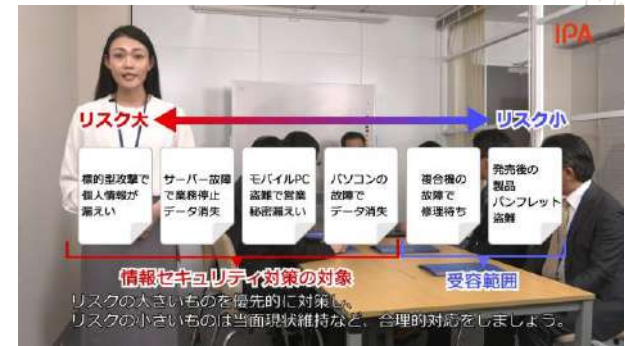 IPA
リスク大
リスク小
標的型攻撃で
個人情報が
漏えい
サーバー故障
で業務停止
データ消失
モバイルPC
盗難で営業
秘密漏えい
パソコンの
故障で
データ消失
複合機の
故障で
修理待ち
発売後の
製品
パンフレット
盗難
情報セキュリティ対策の対象
受容範囲
リスクの大きいものを優先的に対策し、
リスクの小さいものは当面現状維持など、合理的対応をしましょう。